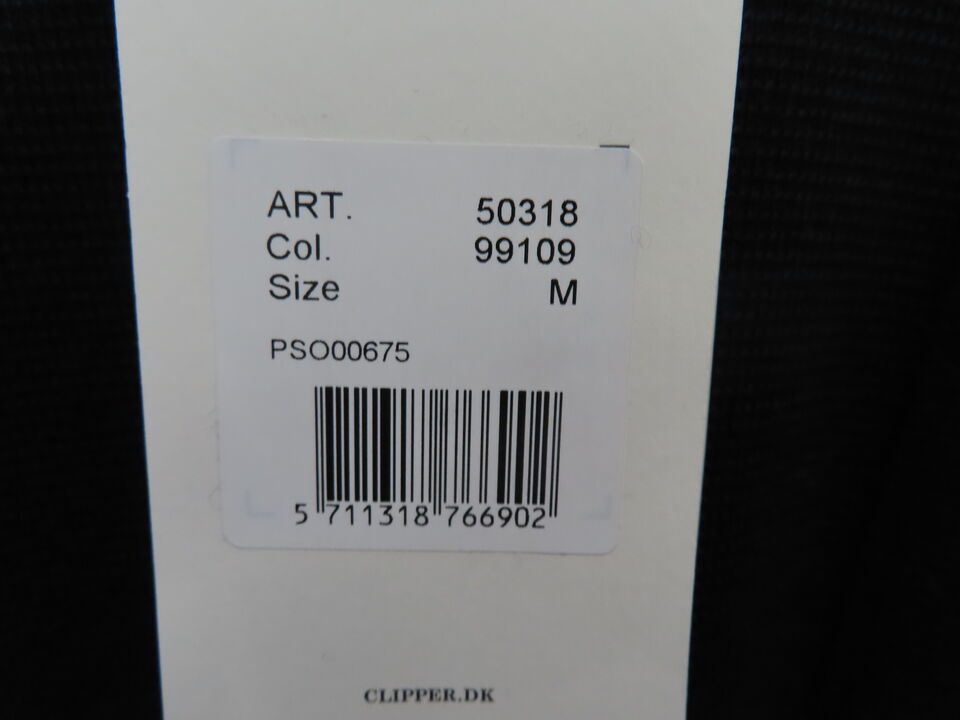 ART. 50318
Col. 99109
Size M
PSO00675
5 711318 766902
CLIPPER.DK